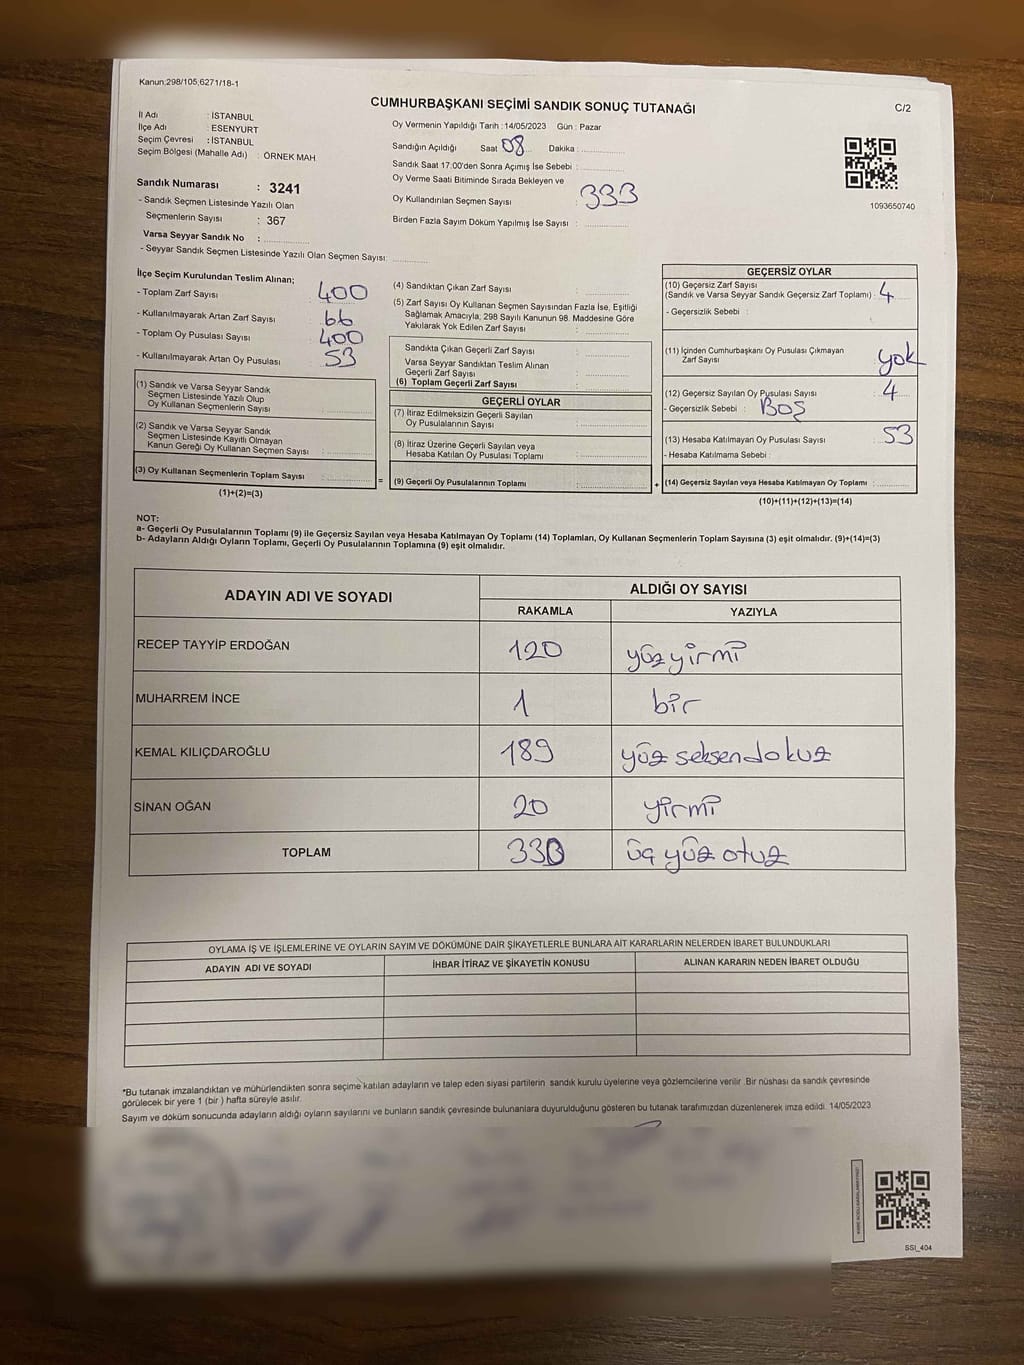 Kanun:298/105,6271/18-1
CUMHURBAŞKANI SEÇİMİ SANDIK SONUÇ TUTANAĞI
C/2
İl Adı : İSTANBUL
İlçe Adı : ESENYURT
Seçim Çevresi : İSTANBUL
Seçim Bölgesi (Mahalle Adı) : ÖRNEK MAH
Sandık Numarası : 3241
- Sandık Seçmen Listesinde Yazılı Olan
Seçmenlerin Sayısı : 367
Varsa Seyyar Sandık No :
- Seyyar Sandık Seçmen Listesinde Yazılı Olan Seçmen Sayısı:
Oy Vermenin Yapıldığı Tarih :14/05/2023 Gün : Pazar
Sandığın Açıldığı Saat 08 Dakika :
Sandık Saat 17.00'den Sonra Açımış İse Sebebi :
Oy Verme Saati Bitiminde Sırada Bekleyen ve
Oy Kullandırılan Seçmen Sayısı : 333
Birden Fazla Sayım Döküm Yapılmış İse Sayısı :
1093650740
İlçe Seçim Kurulundan Teslim Alınan;
- Toplam Zarf Sayısı 400
- Kullanılmayarak Artan Zarf Sayısı 66
- Toplam Oy Pusulası Sayısı 400
- Kullanılmayarak Artan Oy Pusulası 53
(1) Sandık ve Varsa Seyyar Sandık
Seçmen Listesinde Yazılı Olup
Oy Kullanan Seçmenlerin Sayısı :
(2) Sandık ve Varsa Seyyar Sandık
Seçmen Listesinde Kayıtlı Olmayan
Kanun Gereği Oy Kullanan Seçmen Sayısı :
(3) Oy Kullanan Seçmenlerin Toplam Sayısı :
(1)+(2)=(3)
=
(4) Sandıktan Çıkan Zarf Sayısı :
(5) Zarf Sayısı Oy Kullanan Seçmen Sayısından Fazla İse, Eşitliği
Sağlamak Amacıyla; 298 Sayılı Kanunun 98. Maddesine Göre
Yakılarak Yok Edilen Zarf Sayısı :
Sandıkta Çıkan Geçerli Zarf Sayısı :
Varsa Seyyar Sandıktan Teslim Alınan
Geçerli Zarf Sayısı :
(6) Toplam Geçerli Zarf Sayısı :
GEÇERLİ OYLAR
(7) İtiraz Edilmeksizin Geçerli Sayılan
Oy Pusulalarının Sayısı :
(8) İtiraz Üzerine Geçerli Sayılan veya
Hesaba Katılan Oy Pusulası Toplamı :
(9) Geçerli Oy Pusulalarının Toplamı :
+
GEÇERSİZ OYLAR
(10) Geçersiz Zarf Sayısı
(Sandık ve Varsa Seyyar Sandık Geçersiz Zarf Toplamı) : 4
- Geçersizlik Sebebi :
(11) İçinden Cumhurbaşkanı Oy Pusulası Çıkmayan
Zarf Sayısı : yok
(12) Geçersiz Sayılan Oy Pusulası Sayısı : 4
- Geçersizlik Sebebi : BOŞ
(13) Hesaba Katılmayan Oy Pusulası Sayısı : 53
- Hesaba Katılmama Sebebi :
(14) Geçersiz Sayılan veya Hesaba Katılmayan Oy Toplamı :
(10)+(11)+(12)+(13)=(14)
NOT:
a- Geçerli Oy Pusulalarının Toplamı (9) ile Geçersiz Sayılan veya Hesaba Katılmayan Oy Toplamı (14) Toplamları, Oy Kullanan Seçmenlerin Toplam Sayısına (3) eşit olmalıdır. (9)+(14)=(3)
b- Adayların Aldığı Oyların Toplamı, Geçerli Oy Pusulalarının Toplamına (9) eşit olmalıdır.
ADAYIN ADI VE SOYADI
ALDIĞI OY SAYISI
RAKAMLA YAZIYLA
RECEP TAYYİP ERDOĞAN 120 yüz yirmi
MUHARREM İNCE 1 bir
KEMAL KILIÇDAROĞLU 189 yüz seksen dokuz
SİNAN OĞAN 20 yirmi
TOPLAM 330 üç yüz otuz
OYLAMA İŞ VE İŞLEMLERİNE VE OYLARIN SAYIM VE DÖKÜMÜNE DAİR ŞİKAYETLERLE BUNLARA AİT KARARLARIN NELERDEN İBARET BULUNDUKLARI
ADAYIN ADI VE SOYADI İHBAR İTİRAZ VE ŞİKAYETİN KONUSU ALINAN KARARIN NEDEN İBARET OLDUĞU
*Bu tutanak imzalandıktan ve mühürlendikten sonra seçime katılan adayların ve talep eden siyasi partilerin sandık kurulu üyelerine veya gözlemcilerine verilir .Bir nüshası da sandık çevresinde
görülecek bir yere 1 (bir ) hafta süreyle asılır.
Sayım ve döküm sonucunda adayların aldığı oyların sayılarını ve bunların sandık çevresinde bulunanlara duyurulduğunu gösteren bu tutanak tarafımızdan düzenlenerek imza edildi. 14/05/2023
SSI_404